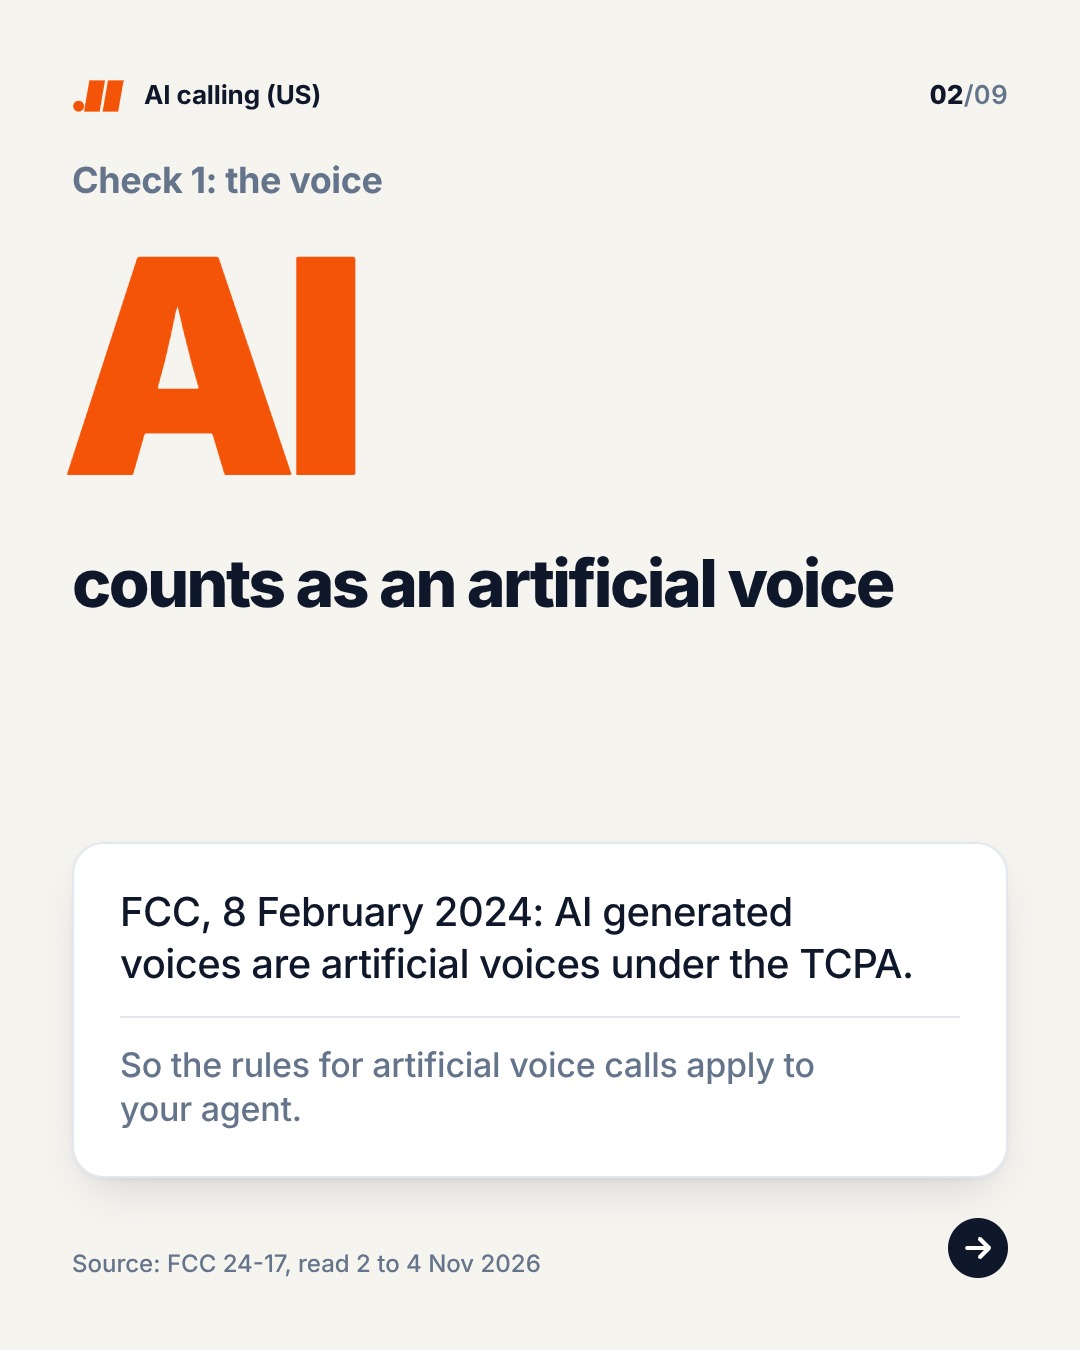 AI calling (US)
02/09
Check 1: the voice
AI
counts as an artificial voice
FCC, 8 February 2024: AI generated
voices are artificial voices under the TCPA.
So the rules for artificial voice calls apply to
your agent.
Source: FCC 24-17, read 2 to 4 Nov 2026